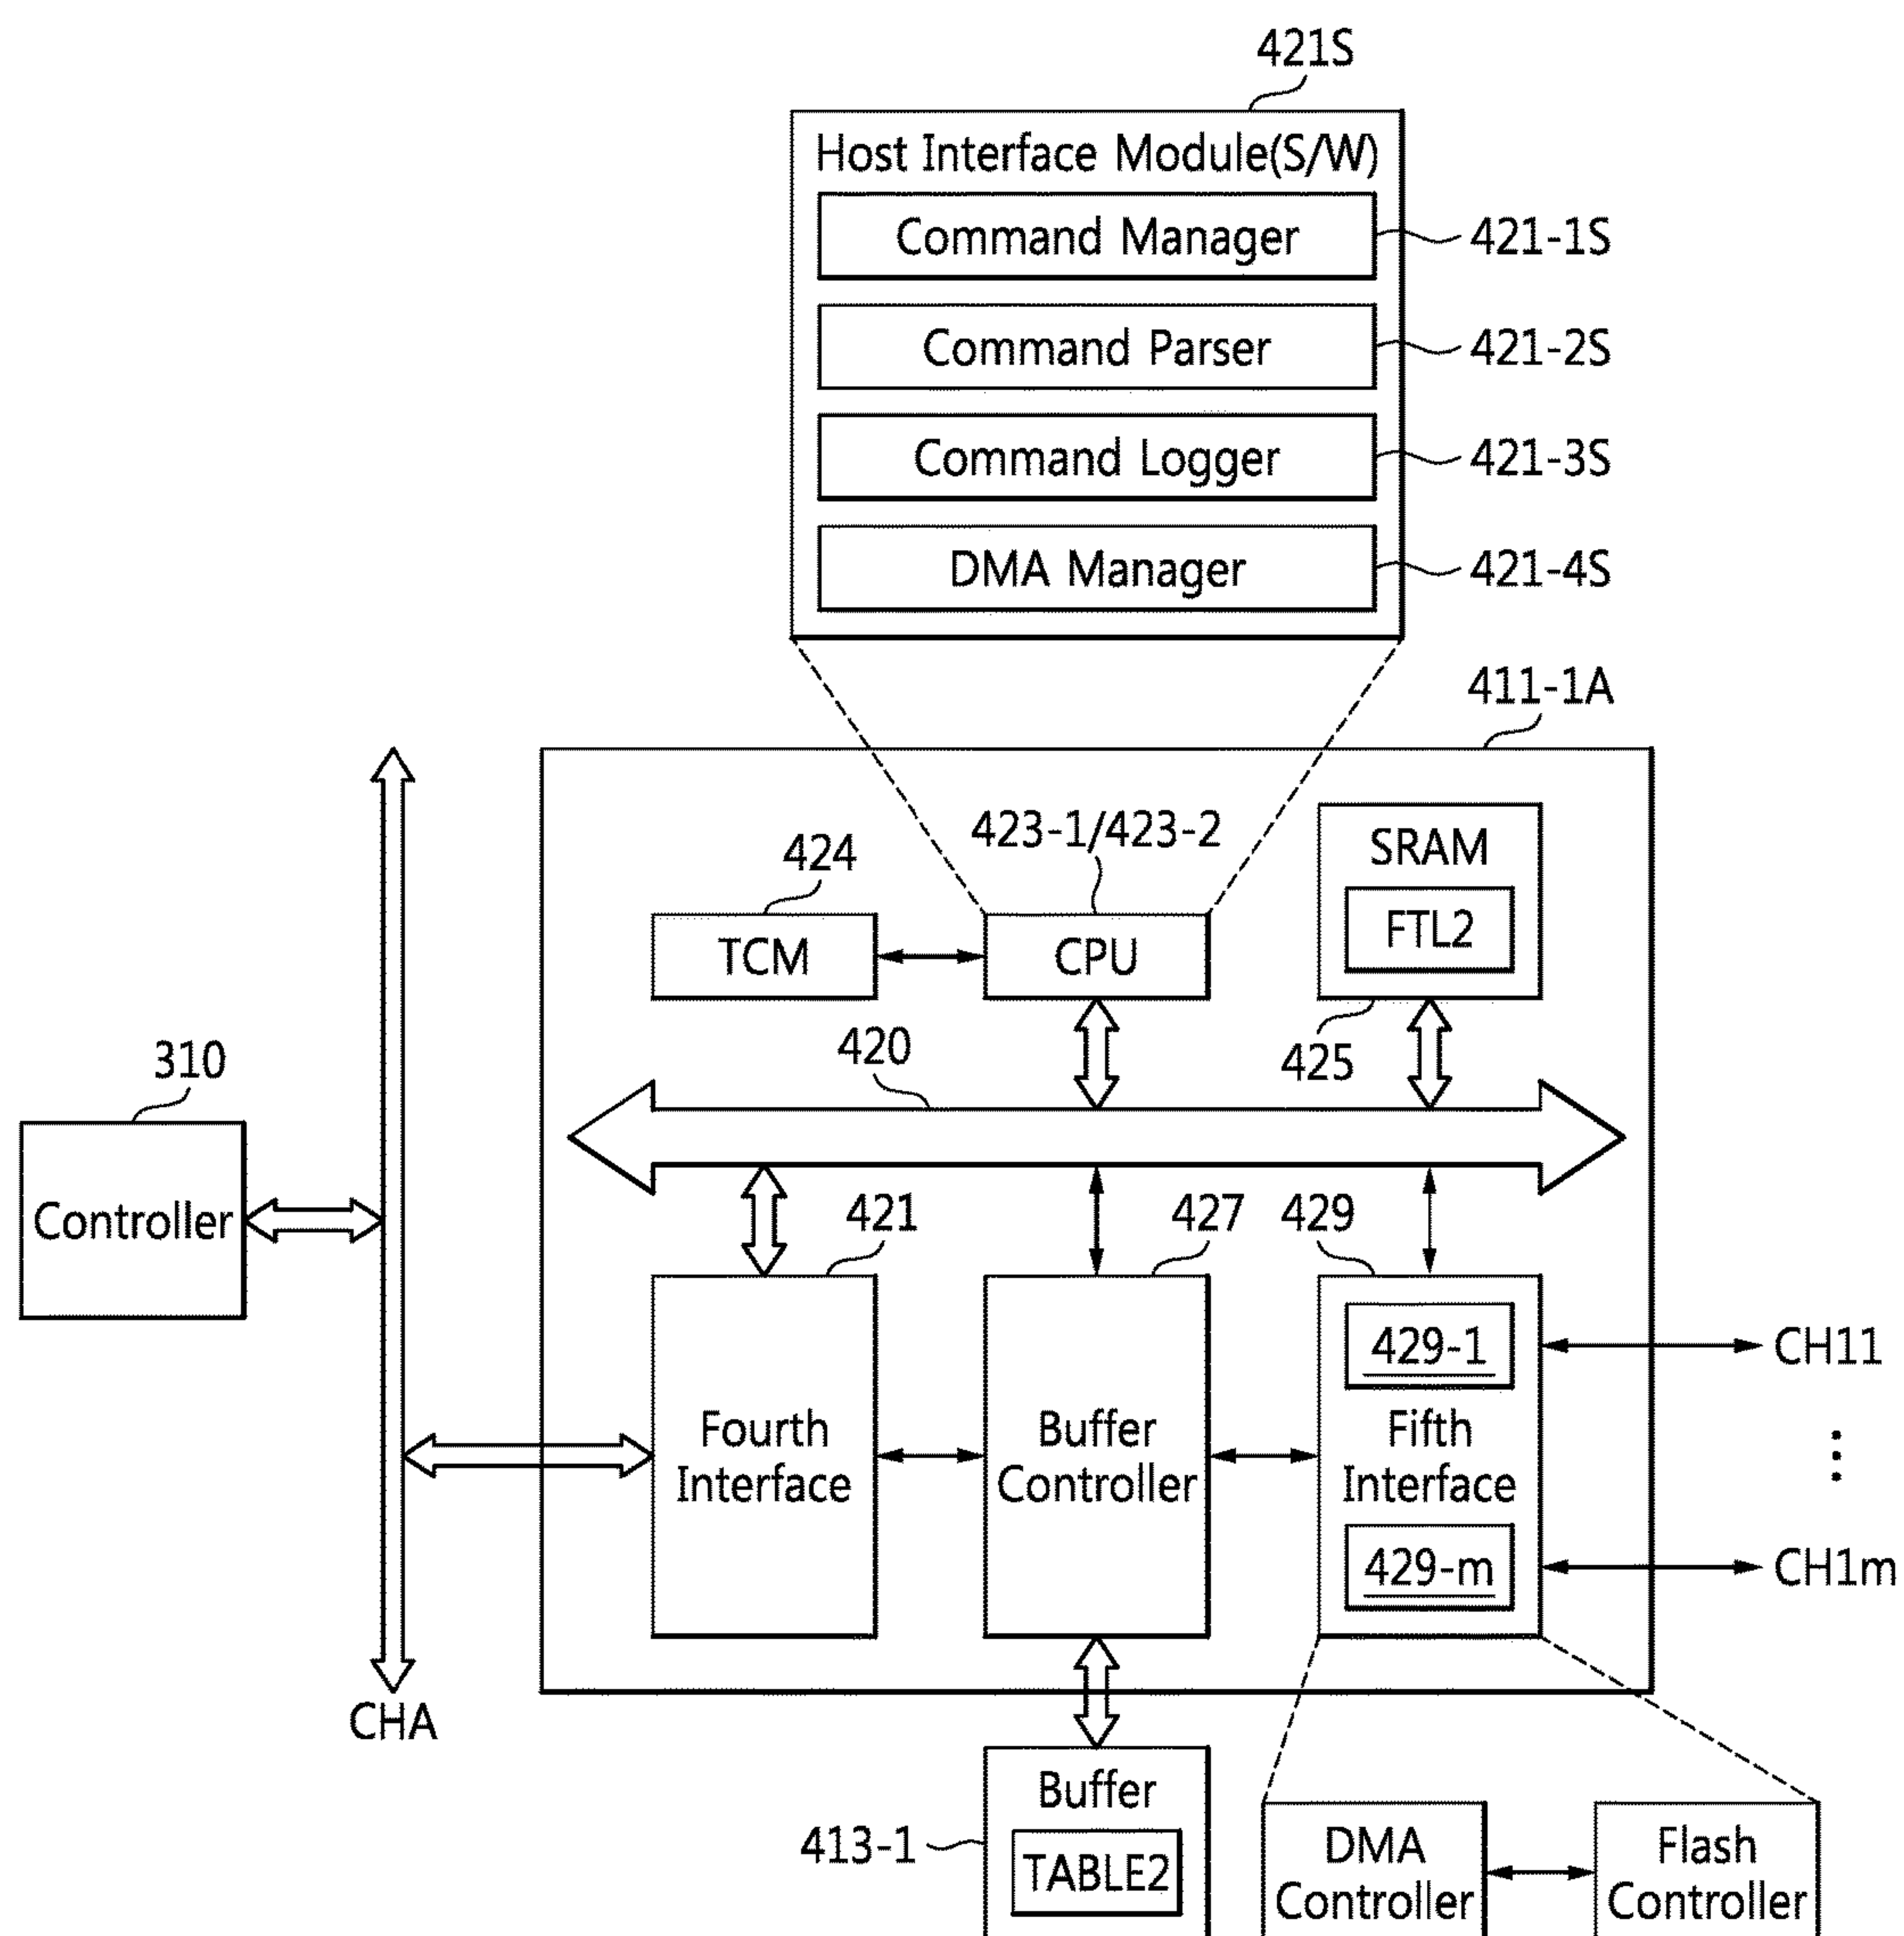 421S
Host Interface Module(S/W)
Command Manager
421-1S
Command Parser
421-2S
Command Logger
421-3S
DMA Manager
421-4S
411-1A
423-1/423-2
424
SRAM
FTL2
TCM
CPU
425
420
310
Controller
421
427
429
429-1
CH11
Fourth
Interface
Buffer
Controller
Fifth
Interface
429-m
CH1m
CHA
Buffer
413-1
TABLE2
DMA
Controller
Flash
Controller